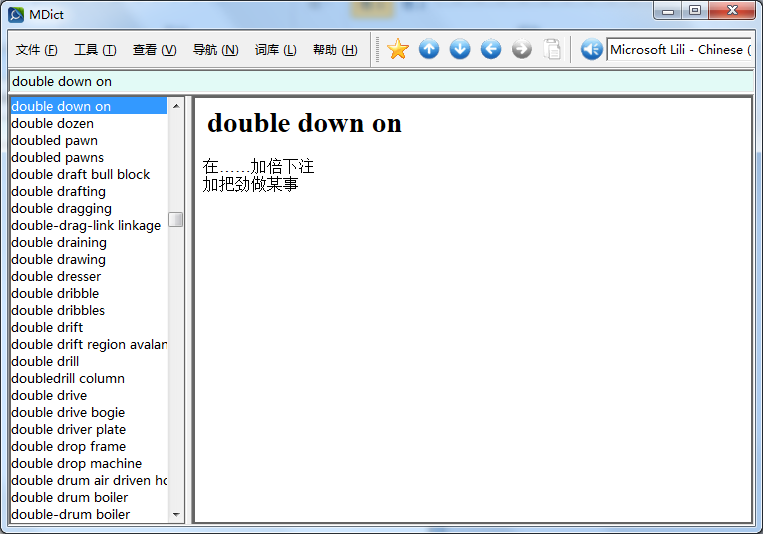 MDict
文件 (F) 工具 (T) 查看 (V) 导航 (N) 词库 (L) 帮助 (H) Microsoft Lili - Chinese (
double down on
double down on
double dozen
doubled pawn
doubled pawns
double draft bull block
double drafting
double dragging
double-drag-link linkage
double draining
double drawing
double dresser
double dribble
double dribbles
double drift
double drift region avalan
double drill
doubledrill column
double drive
double drive bogie
double driver plate
double drop frame
double drop machine
double drum air driven ho
double drum boiler
double-drum boiler
double down on
在……加倍下注
加把劲做某事